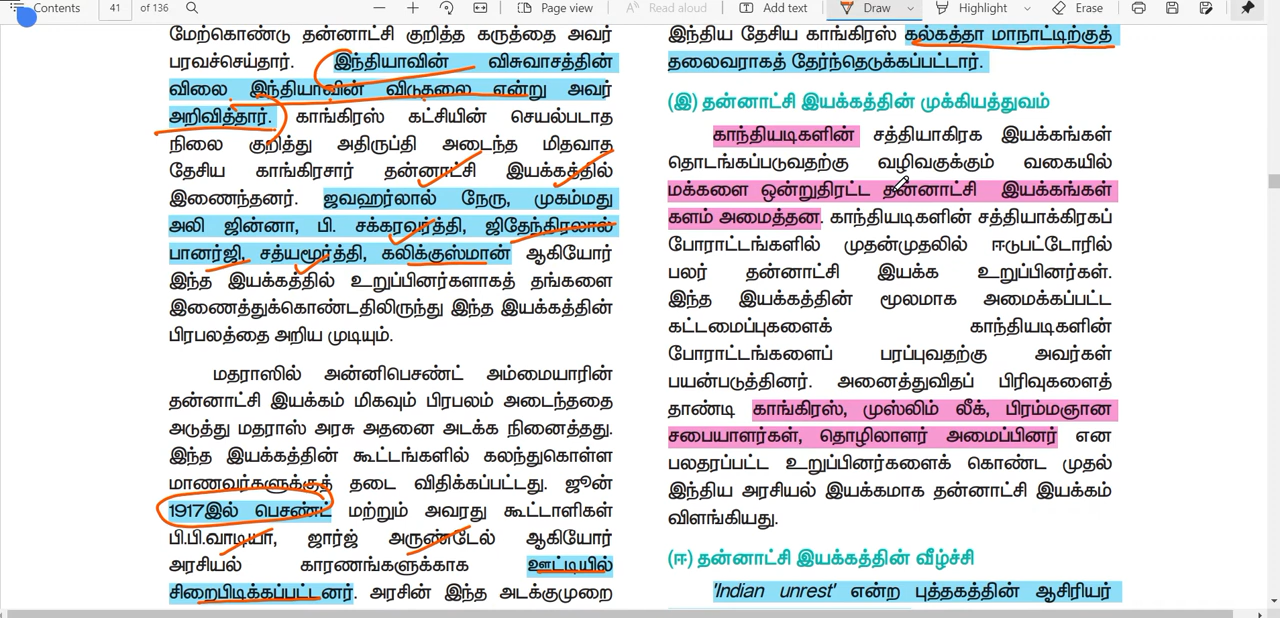 Contents
41
of 136
Page view
Read aloud
Add text
Draw
Highlight
Erase
மேற்கொண்டு தன்னாட்சி குறித்த கருத்தை அவர்
பரவச்செய்தார். இந்தியாவின் விசுவாசத்தின்
விலை இந்தியாவின் விடுதலை என்று அவர்
அறிவித்தார். காங்கிரஸ் கட்சியின் செயல்படாத
நிலை குறித்து அதிருப்தி அடைந்த மிதவாத
தேசிய காங்கிரசார் தன்னாட்சி இயக்கத்தில்
இணைந்தனர். ஜவஹர்லால் நேரு, முகம்மது
அலி ஜின்னா, பி. சக்கரவர்த்தி, ஜிதேந்திரலால்
பானர்ஜி, சத்யமூர்த்தி, கலிக்குஸ்மான் ஆகியோர்
இந்த இயக்கத்தில் உறுப்பினர்களாகத் தங்களை
இணைத்துக்கொண்டதிலிருந்து இந்த இயக்கத்தின்
பிரபலத்தை அறிய முடியும்.
மதராஸில் அன்னிபெசண்ட் அம்மையாரின்
தன்னாட்சி இயக்கம் மிகவும் பிரபலம் அடைந்ததை
அடுத்து மதராஸ் அரசு அதனை அடக்க நினைத்தது.
இந்த இயக்கத்தின் கூட்டங்களில் கலந்துகொள்ள
மாணவர்களுக்குத் தடை விதிக்கப்பட்டது. ஜூன்
1917இல் பெசண்ட் மற்றும் அவரது கூட்டாளிகள்
பி.பி.வாடியா, ஜார்ஜ் அருண்டேல் ஆகியோர்
அரசியல் காரணங்களுக்காக ஊட்டியில்
சிறைபிடிக்கப்பட்டனர். அரசின் இந்த அடக்குமுறை
இந்திய தேசிய காங்கிரஸ் கல்கத்தா மாநாட்டிற்குத்
தலைவராகத் தேர்ந்தெடுக்கப்பட்டார்.
(இ) தன்னாட்சி இயக்கத்தின் முக்கியத்துவம்
காந்தியடிகளின் சத்தியாகிரக இயக்கங்கள்
தொடங்கப்படுவதற்கு வழிவகுக்கும் வகையில்
மக்களை ஒன்றுதிரட்ட தன்னாட்சி இயக்கங்கள்
களம் அமைத்தன. காந்தியடிகளின் சத்தியாக்கிரகப்
போராட்டங்களில் முதன்முதலில் ஈடுபட்டோரில்
பலர் தன்னாட்சி இயக்க உறுப்பினர்கள்.
இந்த இயக்கத்தின் மூலமாக அமைக்கப்பட்ட
கட்டமைப்புகளைக் காந்தியடிகளின்
போராட்டங்களைப் பரப்புவதற்கு அவர்கள்
பயன்படுத்தினர். அனைத்துவிதப் பிரிவுகளைத்
தாண்டி காங்கிரஸ், முஸ்லிம் லீக், பிரம்மஞான
சபையாளர்கள், தொழிலாளர் அமைப்பினர் என
பலதரப்பட்ட உறுப்பினர்களைக் கொண்ட முதல்
இந்திய அரசியல் இயக்கமாக தன்னாட்சி இயக்கம்
விளங்கியது.
(ஈ) தன்னாட்சி இயக்கத்தின் வீழ்ச்சி
'Indian unrest' என்ற புத்தகத்தின் ஆசிரியர்